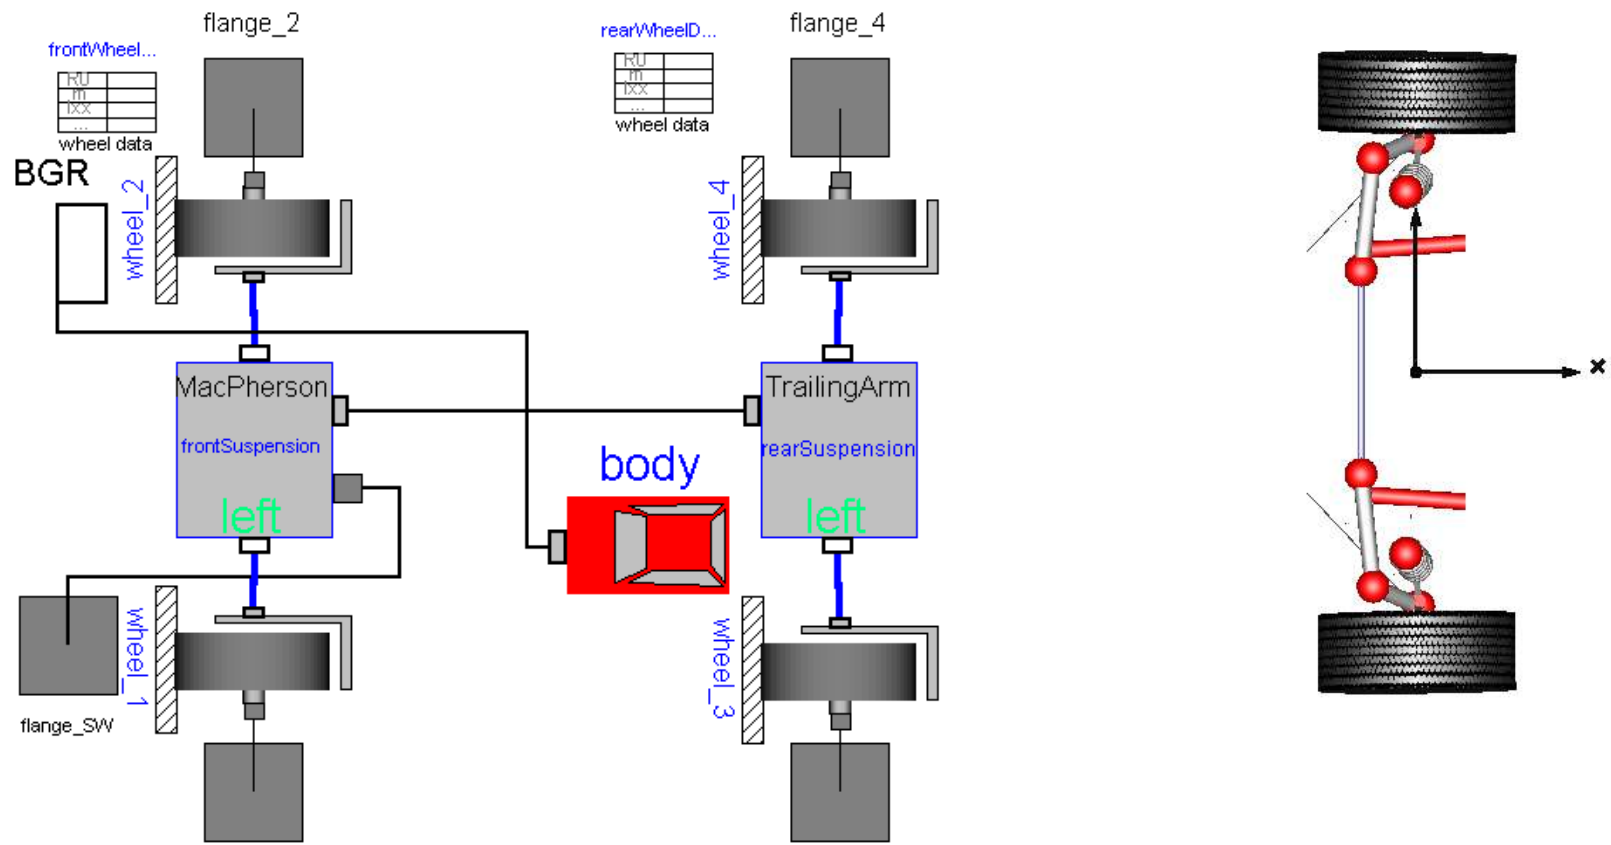 flange_2
flange_4
frontWheel...
rearWheelD...
RU
m
Ixx
...
wheel data
RU
m
Ixx
...
wheel data
BGR
wheel_2
wheel_4
MacPherson
TrailingArm
frontSuspension
rearSuspension
body
left
left
wheel_1
wheel_3
flange_SW
x